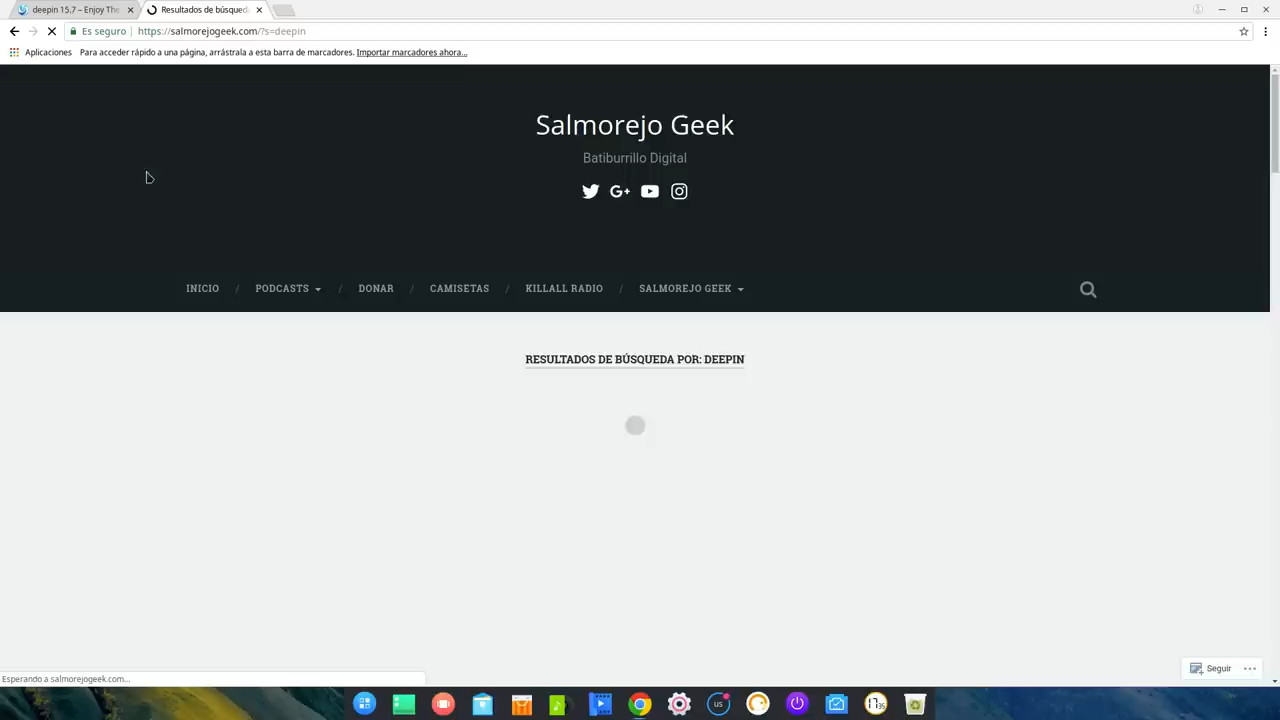 deepin 15.7 – Enjoy The
Resultados de búsqued
Es seguro https://salmorejogeek.com/?s=deepin
Aplicaciones Para acceder rápido a una página, arrástrala a esta barra de marcadores. Importar marcadores ahora...
Salmorejo Geek
Batiburrillo Digital
G+
INICIO / PODCASTS / DONAR / CAMISETAS / KILLALL RADIO / SALMOREJO GEEK
RESULTADOS DE BÚSQUEDA POR: DEEPIN
Seguir
Esperando a salmorejogeek.com...
us